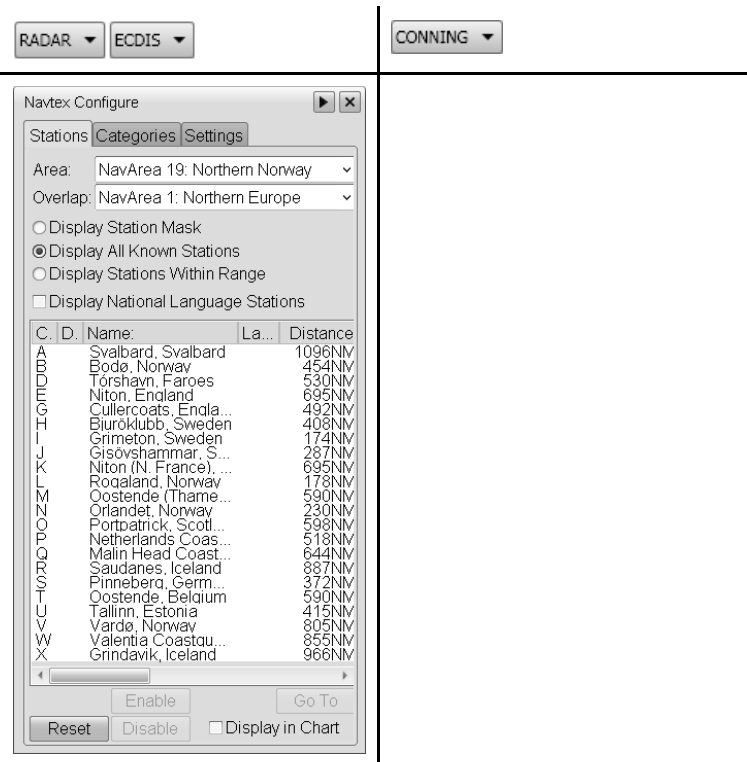 RADAR ECDIS CONNING
Navtex Configure
Stations Categories Settings
Area: NavArea 19: Northern Norway
Overlap: NavArea 1: Northern Europe
Display Station Mask
Display All Known Stations
Display Stations Within Range
Display National Language Stations
C. D. Name: La... Distance
A Svalbard, Svalbard 1096NM
B Bodø, Norway 454NM
D Tórshavn, Faroes 530NM
E Niton, England 695NM
G Cullercoats, Engla... 492NM
H Bjuröklubb, Sweden 408NM
I Grimeton, Sweden 174NM
J Gisövshammar, S... 287NM
K Niton (N. France), ... 695NM
L Rogaland, Norway 178NM
M Oostende (Thame... 590NM
N Orlandet, Norway 230NM
O Portpatrick, Scotl... 598NM
P Netherlands Coas... 518NM
Q Malin Head Coast... 644NM
R Saudanes, Iceland 887NM
S Pinneberg, Germ... 372NM
T Oostende, Belgium 590NM
U Tallinn, Estonia 415NM
V Vardø, Norway 805NM
W Valentia Coastgu... 855NM
X Grindavik, Iceland 966NM
Enable Go To
Reset Disable Display in Chart